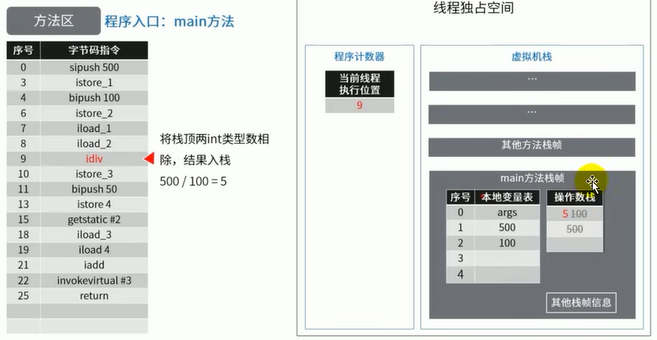 方法区
程序入口：main方法
序号 字节码指令
0 sipush 500
3 istore_1
4 bipush 100
6 istore_2
7 iload_1
8 iload_2
9 idiv
10 istore_3
11 bipush 50
13 istore 4
15 getstatic #2
18 iload_3
19 iload 4
21 iadd
22 invokevirtual #3
25 return
将栈顶两int类型数相
除，结果入栈
500 / 100 = 5
线程独占空间
程序计数器
当前线程
执行位置
9
虚拟机栈
...
...
其他方法栈帧
main方法栈帧
序号 本地变量表
0 args
1 500
2 100
3
4
操作数栈
5 100
500
其他栈帧信息